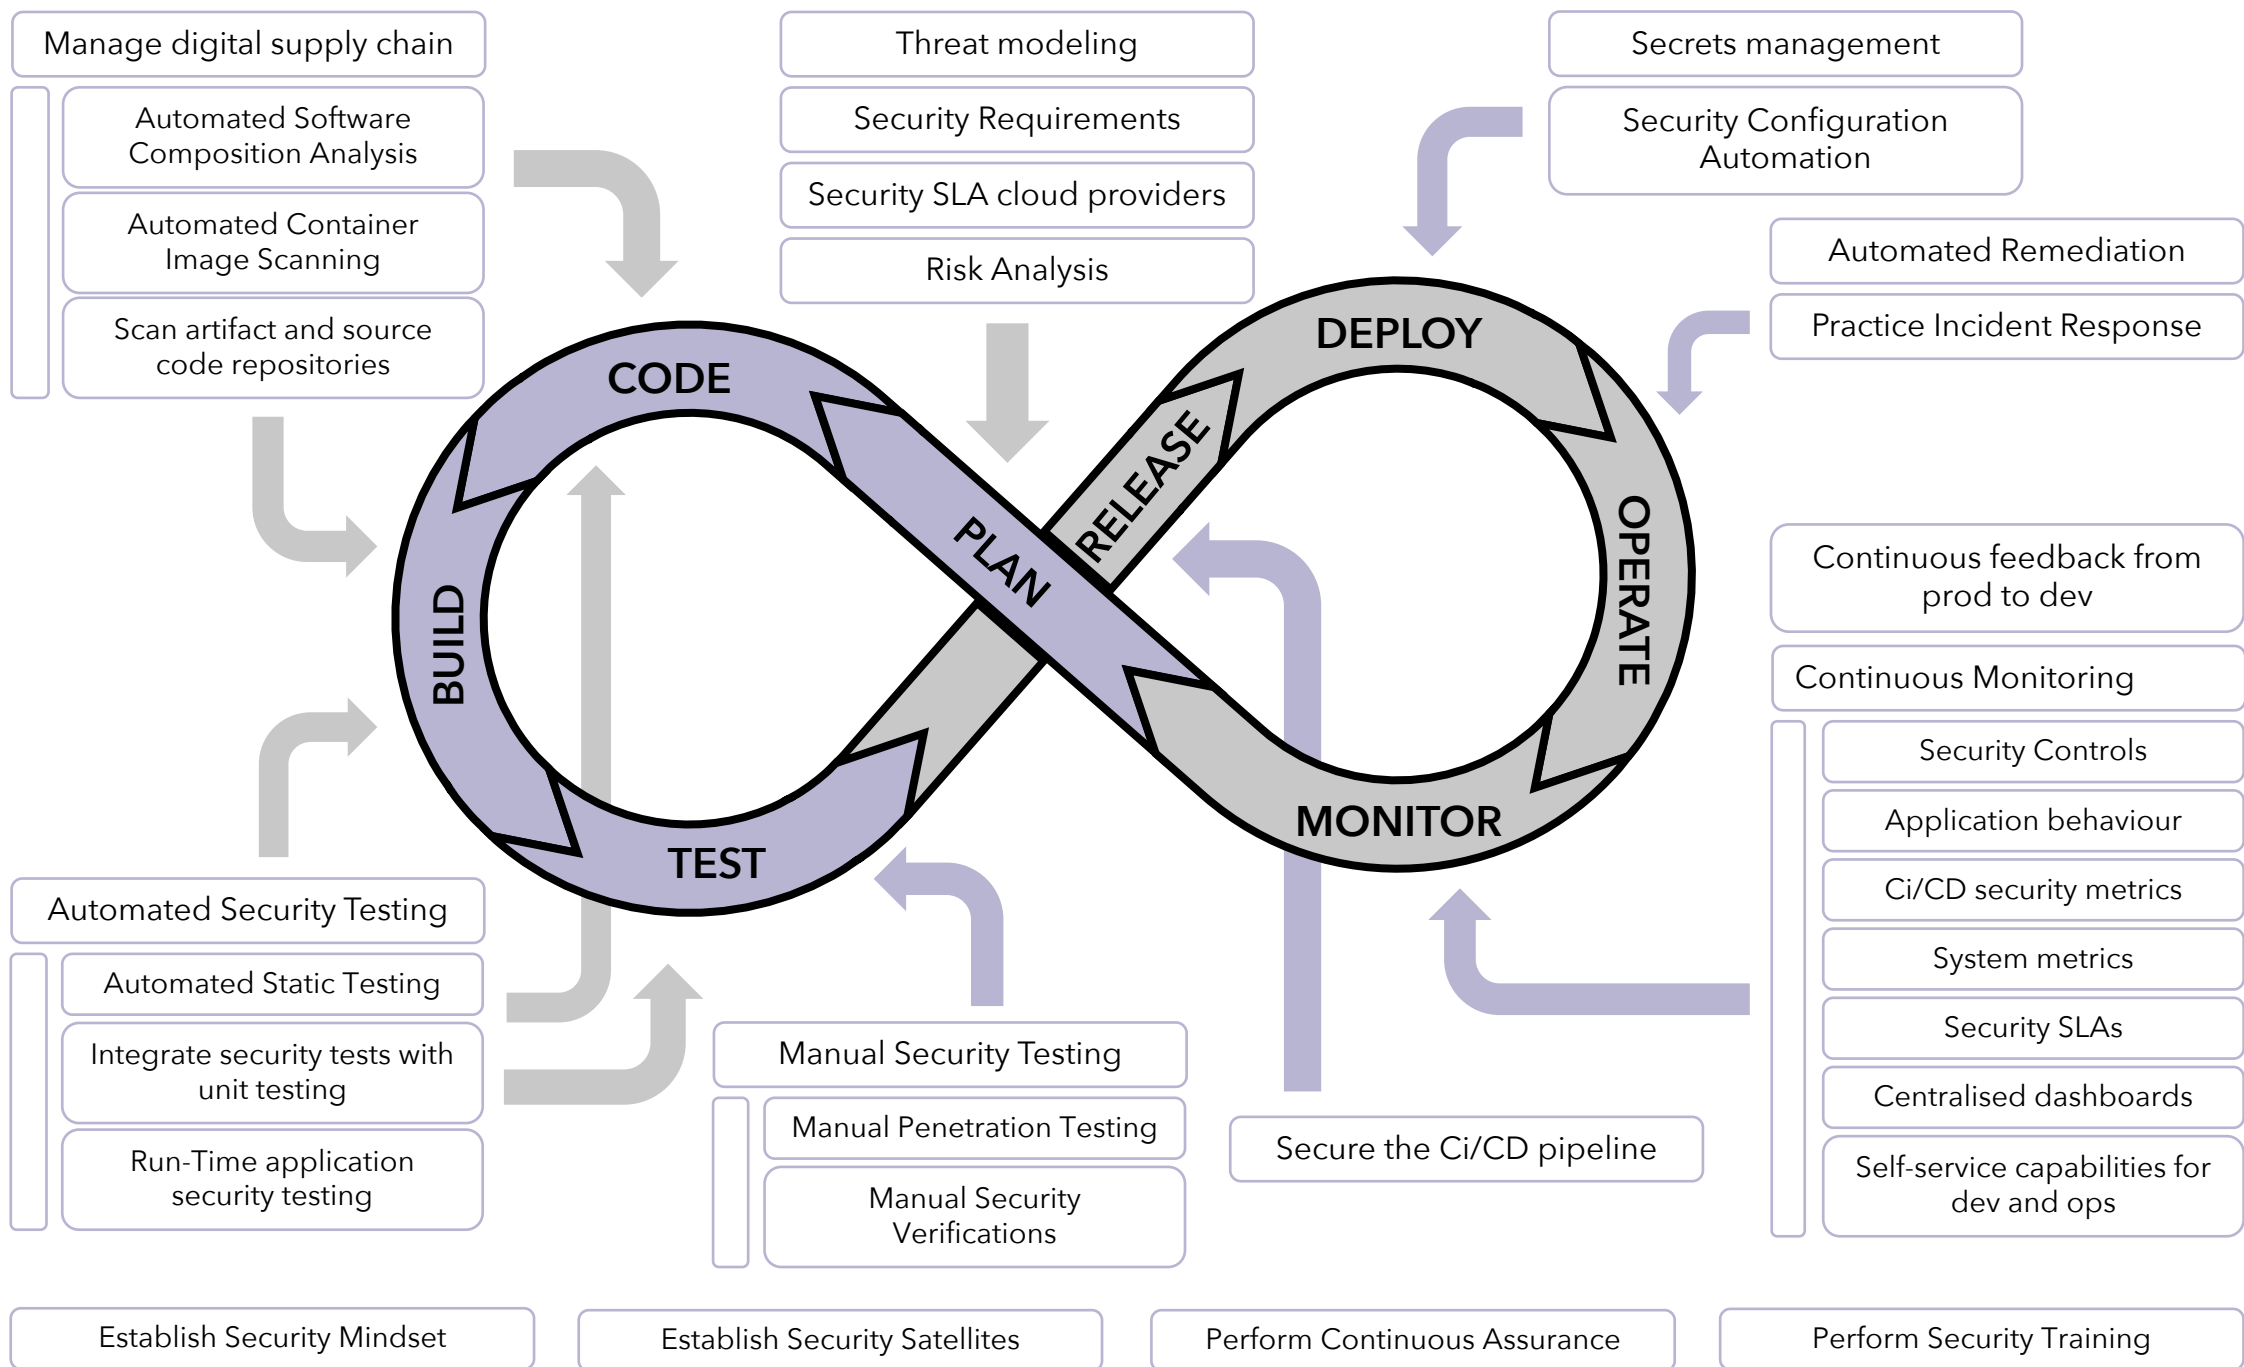 Manage digital supply chain
Automated Software
Composition Analysis
Automated Container
Image Scanning
Scan artifact and source
code repositories
Threat modeling
Security Requirements
Security SLA cloud providers
Risk Analysis
Secrets management
Security Configuration
Automation
Automated Remediation
Practice Incident Response
CODE
PLAN
BUILD
TEST
RELEASE
DEPLOY
OPERATE
MONITOR
Continuous feedback from
prod to dev
Continuous Monitoring
Security Controls
Application behaviour
Ci/CD security metrics
System metrics
Security SLAs
Centralised dashboards
Self-service capabilities for
dev and ops
Automated Security Testing
Automated Static Testing
Integrate security tests with
unit testing
Run-Time application
security testing
Manual Security Testing
Manual Penetration Testing
Manual Security
Verifications
Secure the Ci/CD pipeline
Establish Security Mindset
Establish Security Satellites
Perform Continuous Assurance
Perform Security Training